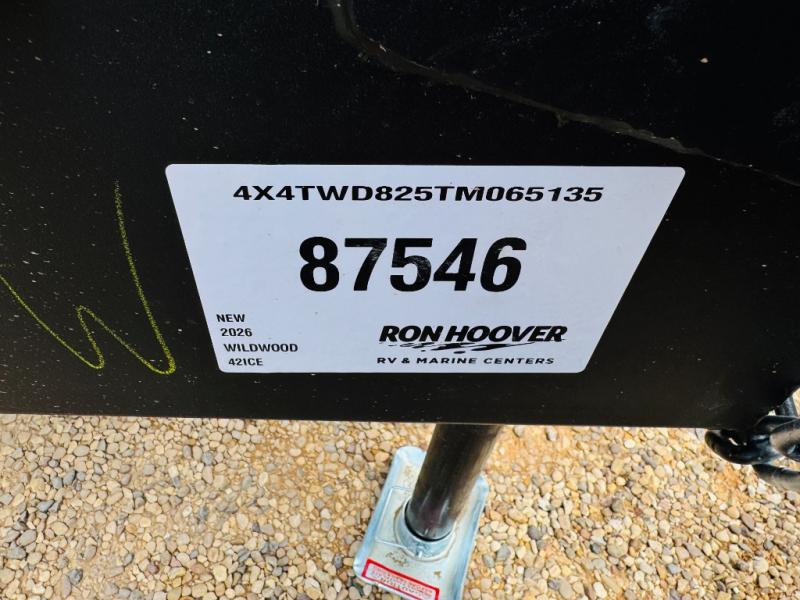 4X4TWD825TM065135
87546
NEW
2026
WILDWOOD
42ICE
RON HOOVER
RV & MARINE CENTERS